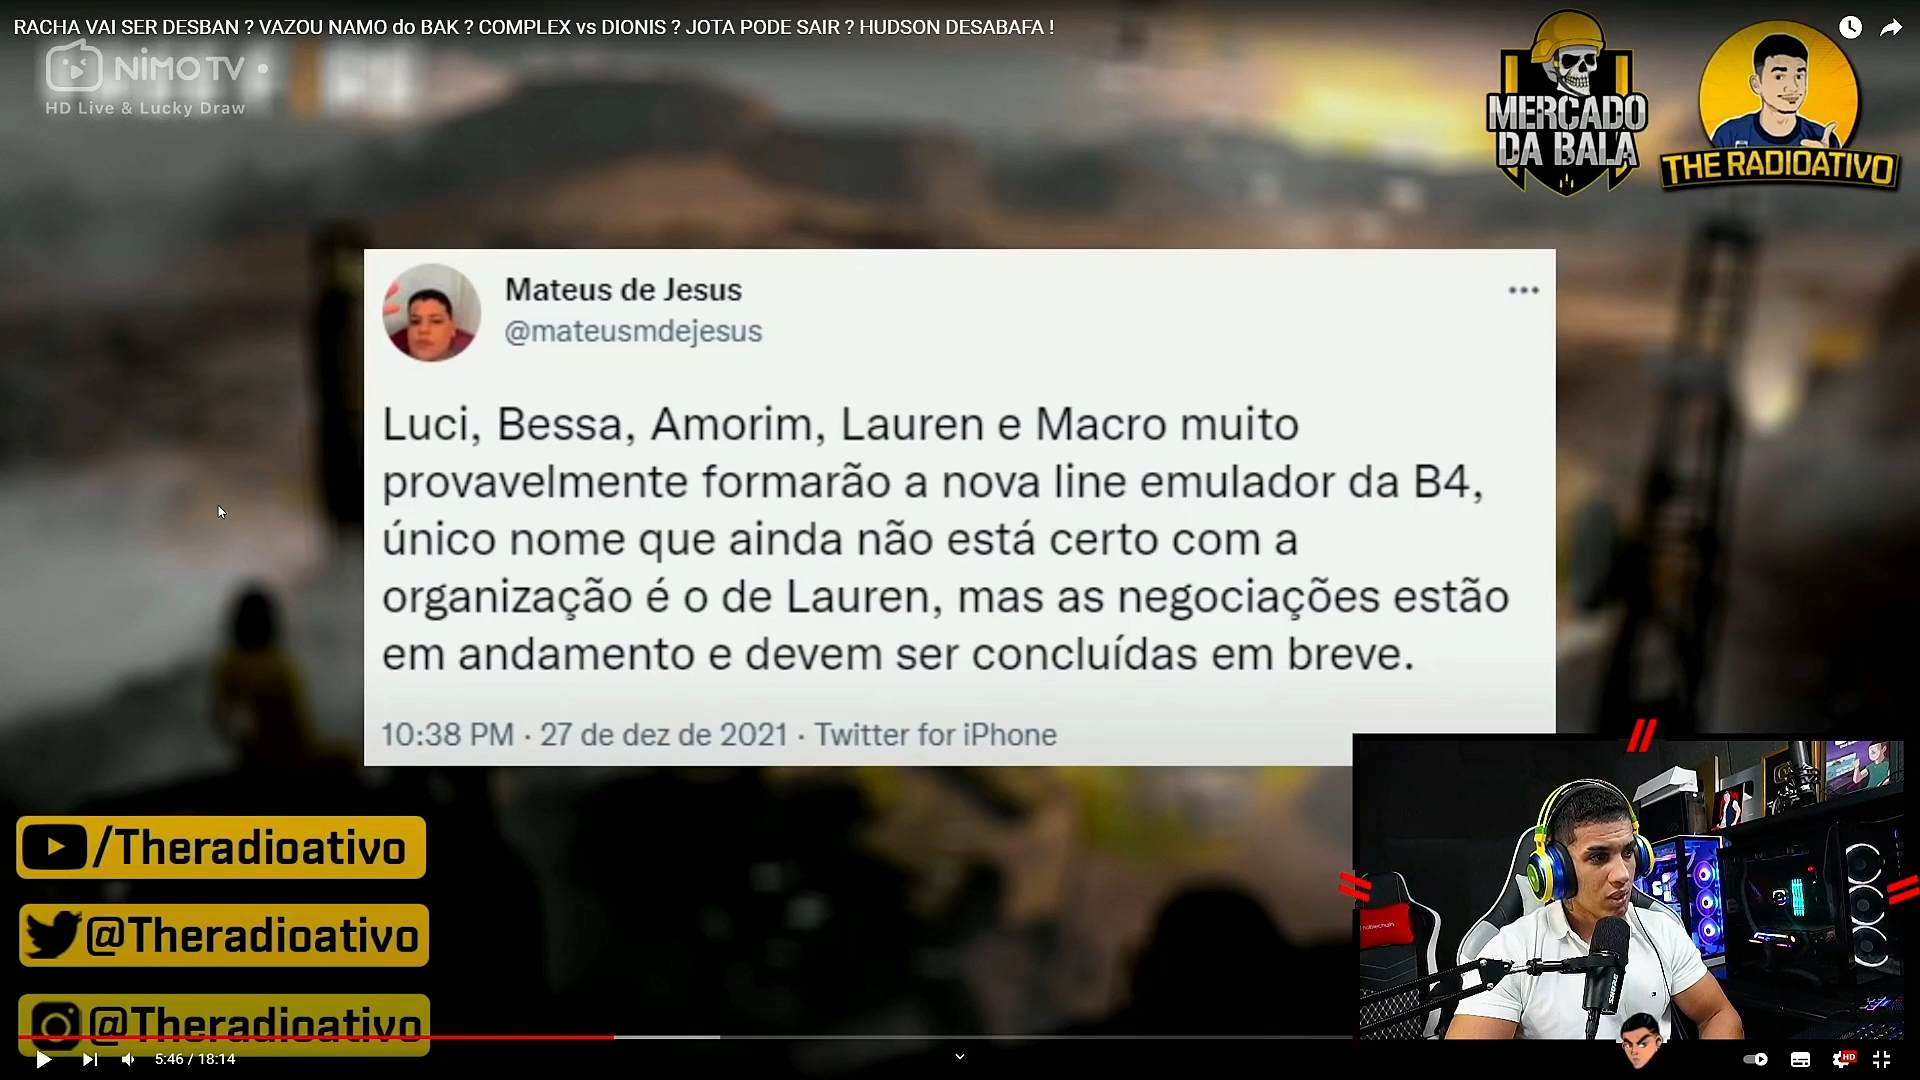 RACHA VAI SER DESBAN ? VAZOU NAMO do BAK ? COMPLEX vs DIONIS ? JOTA PODE SAIR ? HUDSON DESABAFA !
NIMO TV
HD Live & Lucky Draw
MERCADO
DA BALA
THE RADIOATIVO
Mateus de Jesus
@mateusmdejesus
Luci, Bessa, Amorim, Lauren e Macro muito
provavelmente formarão a nova line emulador da B4,
único nome que ainda não está certo com a
organização é o de Lauren, mas as negociações estão
em andamento e devem ser concluídas em breve.
10:38 PM · 27 de dez de 2021 · Twitter for iPhone
/Theradioativo
@Theradioativo
@Theradioativo
5:46 / 18:14
HD